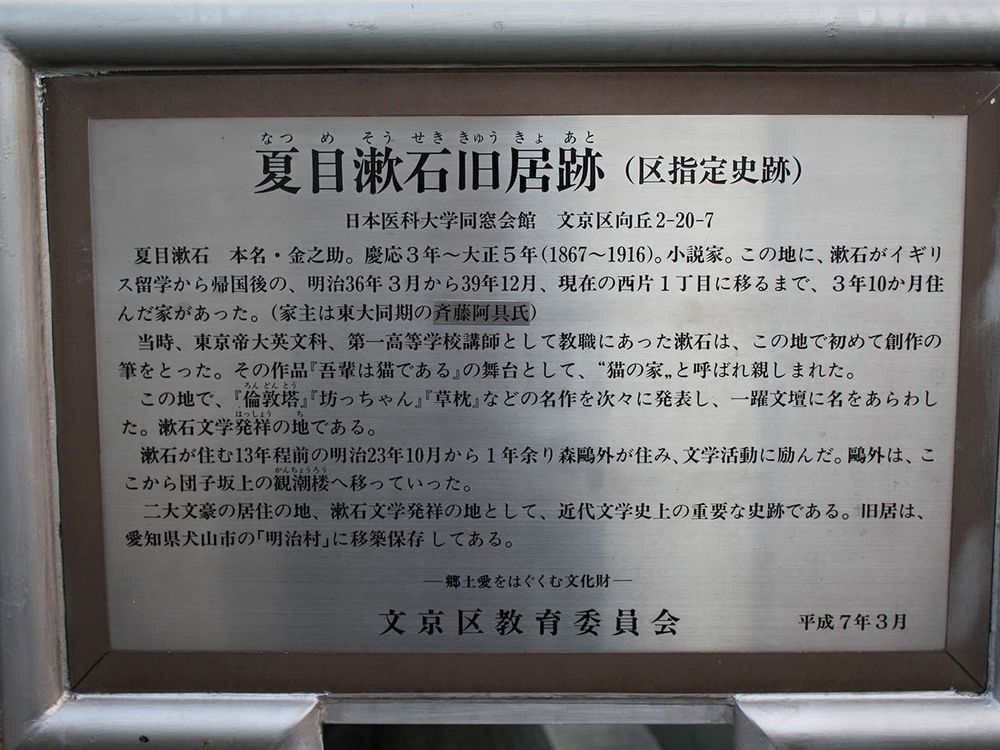 なつ め そう せき きゅう きょ あと
夏目漱石旧居跡（区指定史跡）
日本医科大学同窓会館　文京区向丘2-20-7
夏目漱石　本名・金之助。慶応３年～大正５年(1867～1916)。小説家。この地に、漱石がイギリ
ス留学から帰国後の、明治36年３月から39年12月、現在の西片１丁目に移るまで、３年10か月住
んだ家があった。(家主は東大同期の斉藤阿具氏)
当時、東京帝大英文科、第一高等学校講師として教職にあった漱石は、この地で初めて創作の
筆をとった。その作品『吾輩は猫である』の舞台として、“猫の家„と呼ばれ親しまれた。
ろん どん とう
この地で、『倫敦塔』『坊っちゃん』『草枕』などの名作を次々に発表し、一躍文壇に名をあらわし
はっしょう ち
た。漱石文学発祥の地である。
漱石が住む13年程前の明治23年10月から１年余り森鷗外が住み、文学活動に励んだ。鷗外は、こ
かんちょうろう
こから団子坂上の観潮楼へ移っていった。
二大文豪の居住の地、漱石文学発祥の地として、近代文学史上の重要な史跡である。旧居は、
愛知県犬山市の「明治村」に移築保存してある。
―郷土愛をはぐくむ文化財―
文京区教育委員会　平成７年３月